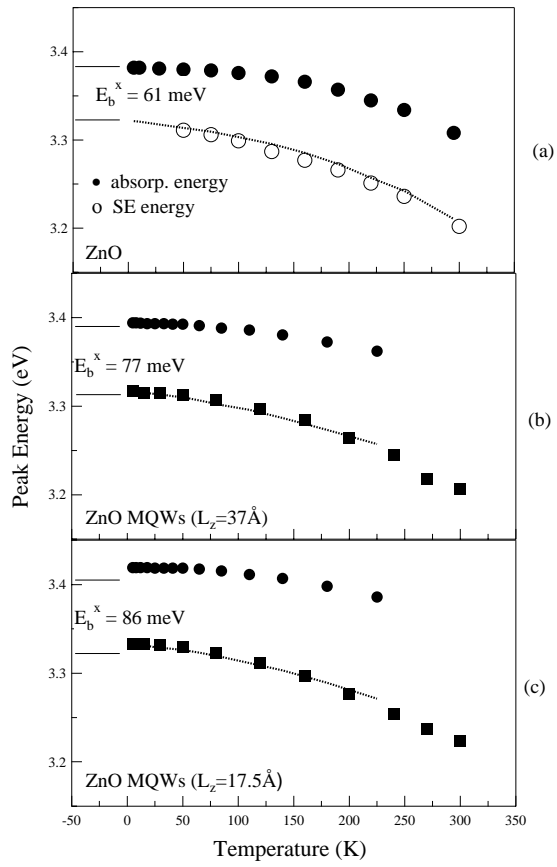 3.4
E_b^x = 61 meV
3.3
(a)
● absorp. energy
○ SE energy
3.2
ZnO
3.4
E_b^x = 77 meV
3.3
(b)
3.2
ZnO MQWs (L_z=37Å)
Peak Energy (eV)
3.4
E_b^x = 86 meV
3.3
(c)
3.2
ZnO MQWs (L_z=17.5Å)
-50 0 50 100 150 200 250 300 350
Temperature (K)